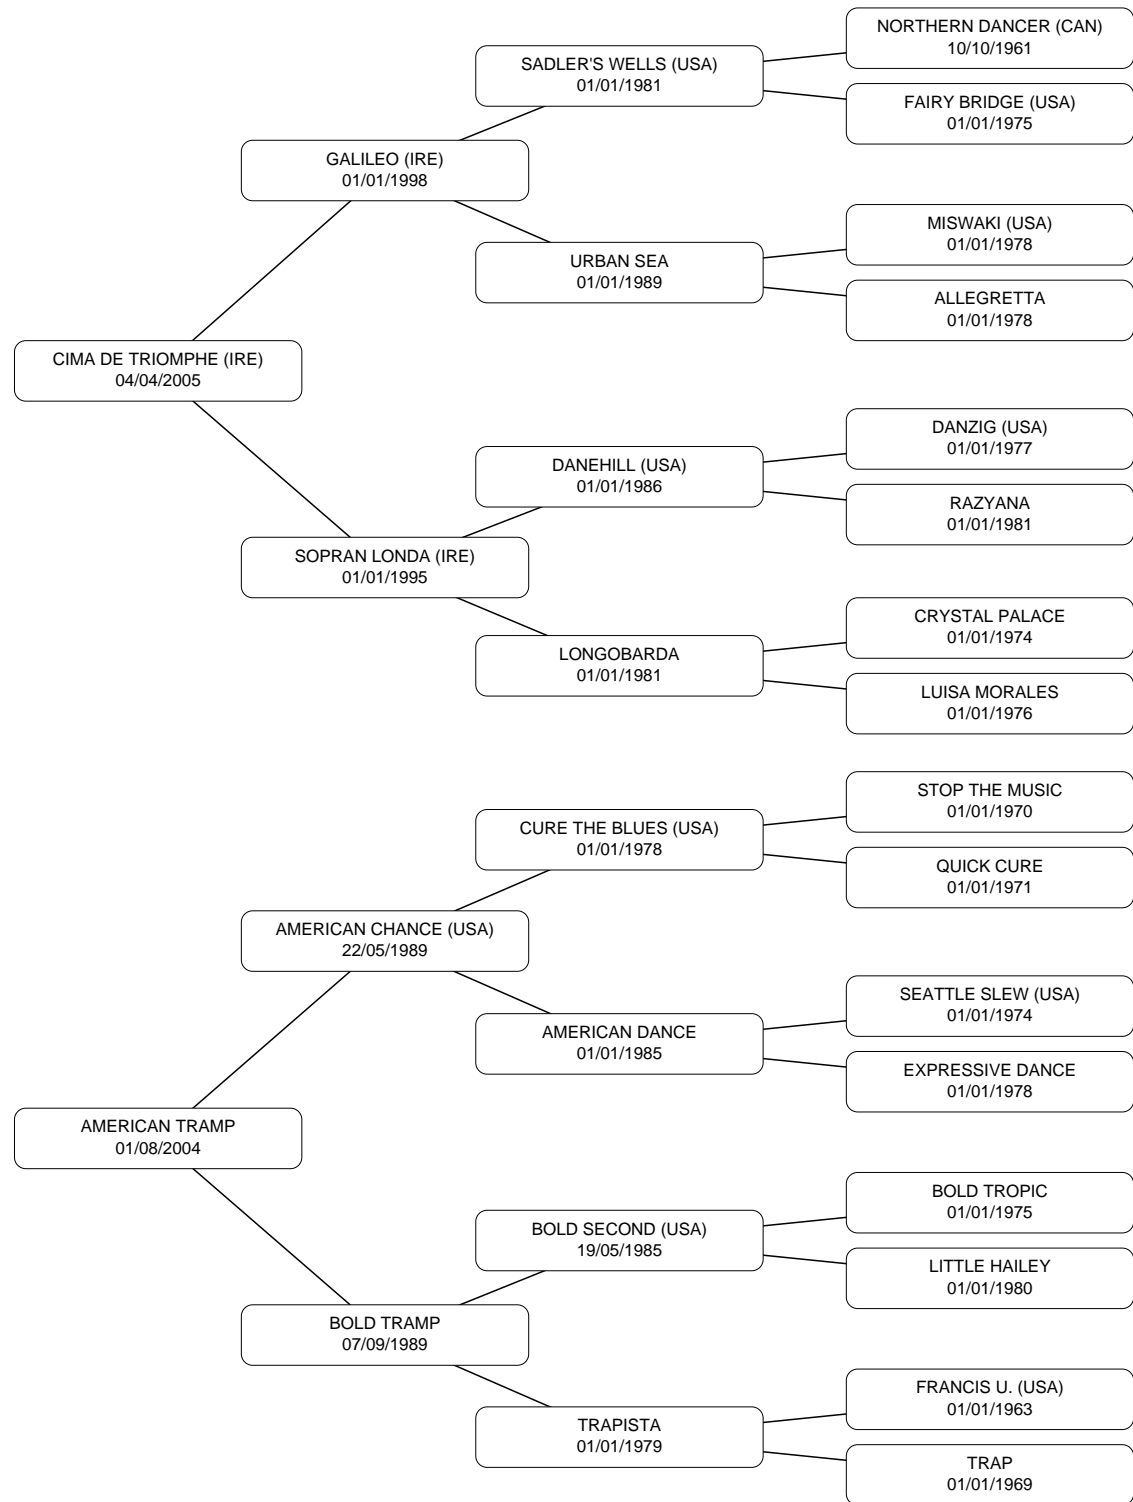 NORTHERN DANCER (CAN)
10/10/1961
SADLER'S WELLS (USA)
01/01/1981
FAIRY BRIDGE (USA)
01/01/1975
GALILEO (IRE)
01/01/1998
MISWAKI (USA)
01/01/1978
URBAN SEA
01/01/1989
ALLEGRETTA
01/01/1978
CIMA DE TRIOMPHE (IRE)
04/04/2005
DANZIG (USA)
01/01/1977
DANEHILL (USA)
01/01/1986
RAZYANA
01/01/1981
SOPRAN LONDA (IRE)
01/01/1995
CRYSTAL PALACE
01/01/1974
LONGOBARDA
01/01/1981
LUISA MORALES
01/01/1976
STOP THE MUSIC
01/01/1970
CURE THE BLUES (USA)
01/01/1978
QUICK CURE
01/01/1971
AMERICAN CHANCE (USA)
22/05/1989
SEATTLE SLEW (USA)
01/01/1974
AMERICAN DANCE
01/01/1985
EXPRESSIVE DANCE
01/01/1978
AMERICAN TRAMP
01/08/2004
BOLD TROPIC
01/01/1975
BOLD SECOND (USA)
19/05/1985
LITTLE HAILEY
01/01/1980
BOLD TRAMP
07/09/1989
FRANCIS U. (USA)
01/01/1963
TRAPISTA
01/01/1979
TRAP
01/01/1969